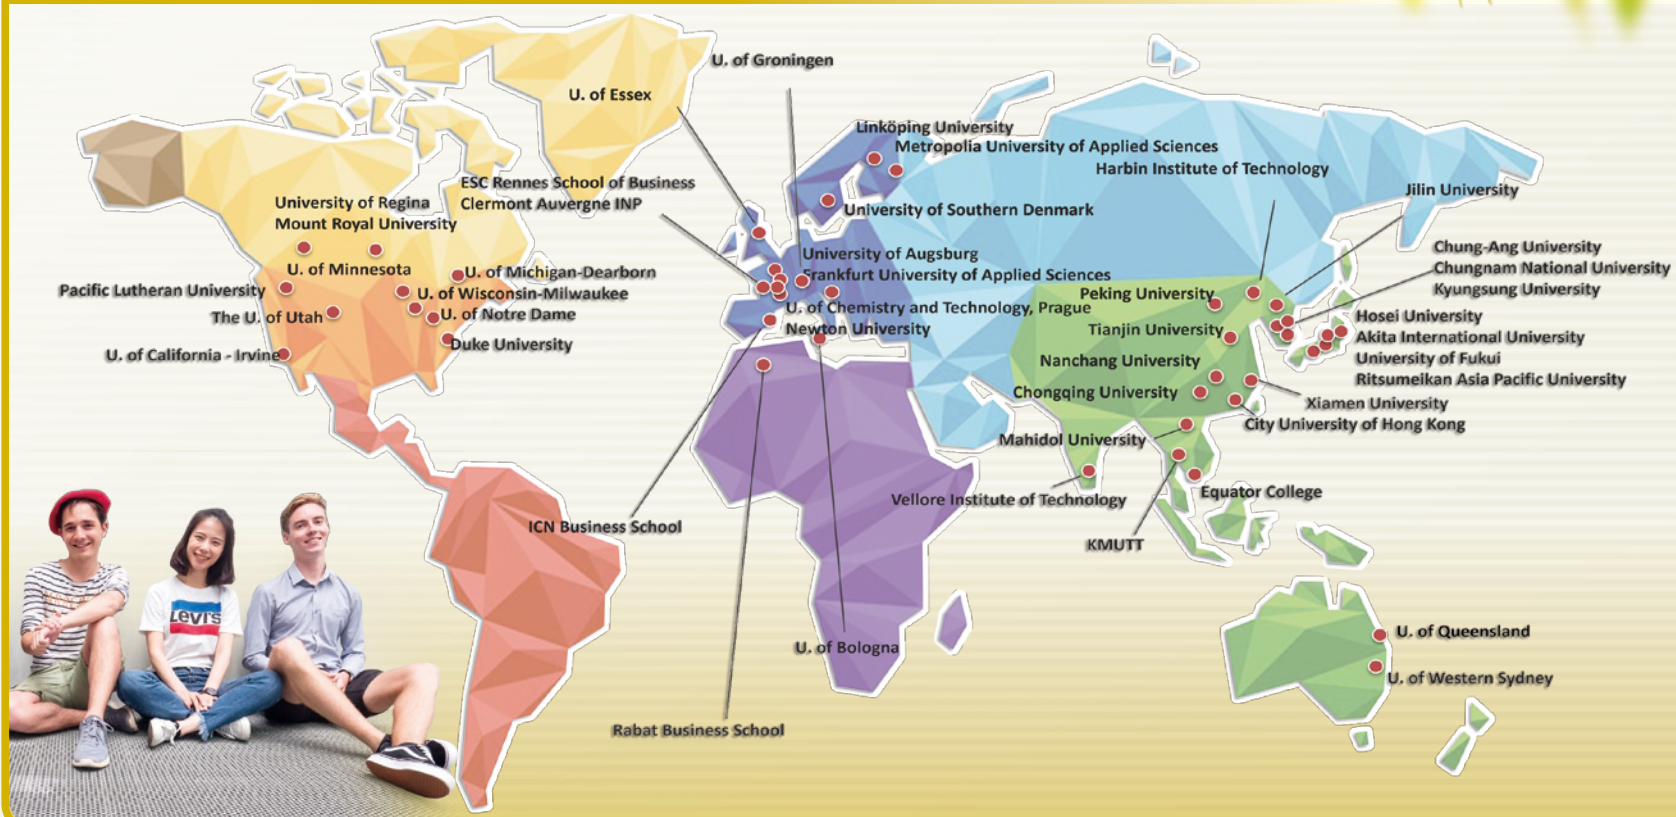 U. of Groningen
U. of Essex
Linköping University
Metropolia University of Applied Sciences
Harbin Institute of Technology
Jilin University
ESC Rennes School of Business
Clermont Auvergne INP
University of Regina
Mount Royal University
University of Southern Denmark
Chung-Ang University
Chungnam National University
Kyungsung University
University of Augsburg
Frankfurt University of Applied Sciences
U. of Minnesota
U. of Michigan-Dearborn
Pacific Lutheran University
U. of Wisconsin-Milwaukee
Peking University
The U. of Utah
U. of Notre Dame
U. of Chemistry and Technology, Prague
Newton University
Tianjin University
Hosei University
Akita International University
University of Fukui
Ritsumeikan Asia Pacific University
U. of California - Irvine
Duke University
Nanchang University
Chongqing University
Xiamen University
City University of Hong Kong
Mahidol University
Vellore Institute of Technology
Equator College
ICN Business School
KMUTT
LEVI'S
U. of Queensland
U. of Bologna
U. of Western Sydney
Rabat Business School